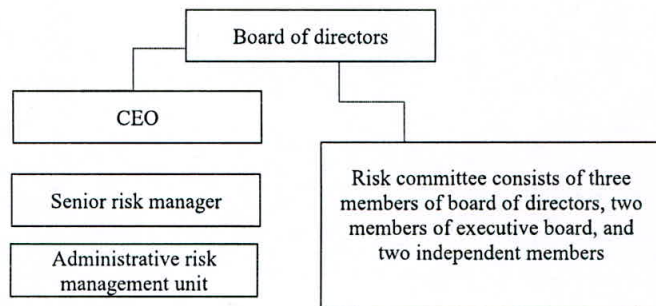 Board of directors
CEO
Senior risk manager
Administrative risk
management unit
Risk committee consists of three
members of board of directors, two
members of executive board, and
two independent members